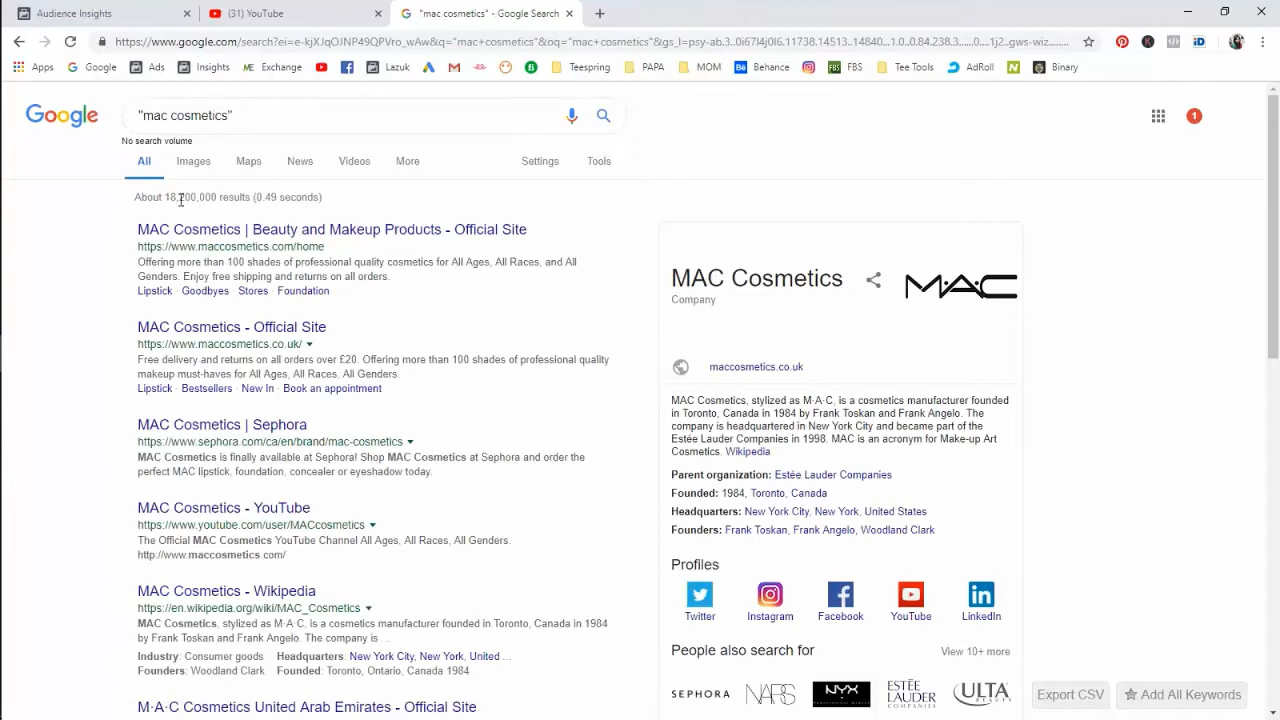 Audience Insights
(31) YouTube
"mac cosmetics" - Google Search
Apps
Google
Ads
Insights
ME Exchange
Lazuk
Teespring
PAPA
MOM
Bē Behance
FBS FBS
Tee Tools
AdRoll
N
Binary
Google
"mac cosmetics"
1
No search volume
All
Images
Maps
News
Videos
More
Settings
Tools
results (0.49 seconds)
MAC Cosmetics | Beauty and Makeup Products - Official Site
https://www.maccosmetics.com/home
Offering more than 100 shades of professional quality cosmetics for All Ages, All Races, and All
Genders. Enjoy free shipping and returns on all orders.
Lipstick · Goodbyes · Stores · Foundation
MAC Cosmetics - Official Site
https://www.maccosmetics.co.uk/
Free delivery and returns on all orders over £20. Offering more than 100 shades of professional quality
makeup must-haves for All Ages, All Races, All Genders.
Lipstick · Bestsellers · New In · Book an appointment
MAC Cosmetics | Sephora
https://www.sephora.com/ca/en/brand/mac-cosmetics
MAC Cosmetics is finally available at Sephora! Shop MAC Cosmetics at Sephora and order the
perfect MAC lipstick, foundation, concealer or eyeshadow today.
MAC Cosmetics - YouTube
https://www.youtube.com/user/MACcosmetics
The Official MAC Cosmetics YouTube Channel All Ages, All Races, All Genders.
http://www.maccosmetics.com/
MAC Cosmetics - Wikipedia
https://en.wikipedia.org/wiki/MAC_Cosmetics
MAC Cosmetics, stylized as M·A·C, is a cosmetics manufacturer founded in Toronto, Canada in 1984
by Frank Toskan and Frank Angelo. The company is ...
Industry: Consumer goods Headquarters: New York City, New York, United ...
Founders: Woodland Clark Founded: Toronto, Ontario, Canada 1984
M·A·C Cosmetics United Arab Emirates - Official Site
MAC Cosmetics
Company
MAC
maccosmetics.co.uk
MAC Cosmetics, stylized as M·A·C, is a cosmetics manufacturer founded
in Toronto, Canada in 1984 by Frank Toskan and Frank Angelo. The
company is headquartered in New York City and became part of the
Estée Lauder Companies in 1998. MAC is an acronym for Make-up Art
Cosmetics. Wikipedia
Parent organization: Estée Lauder Companies
Founded: 1984, Toronto, Canada
Headquarters: New York City, New York, United States
Founders: Frank Toskan, Frank Angelo, Woodland Clark
Profiles
Twitter
Instagram
Facebook
YouTube
LinkedIn
People also search for
View 10+ more
SEPHORA
NARS
NYX
ESTĒE
LAUDER
COMPANIES
ULTA
Export CSV
Add All Keywords